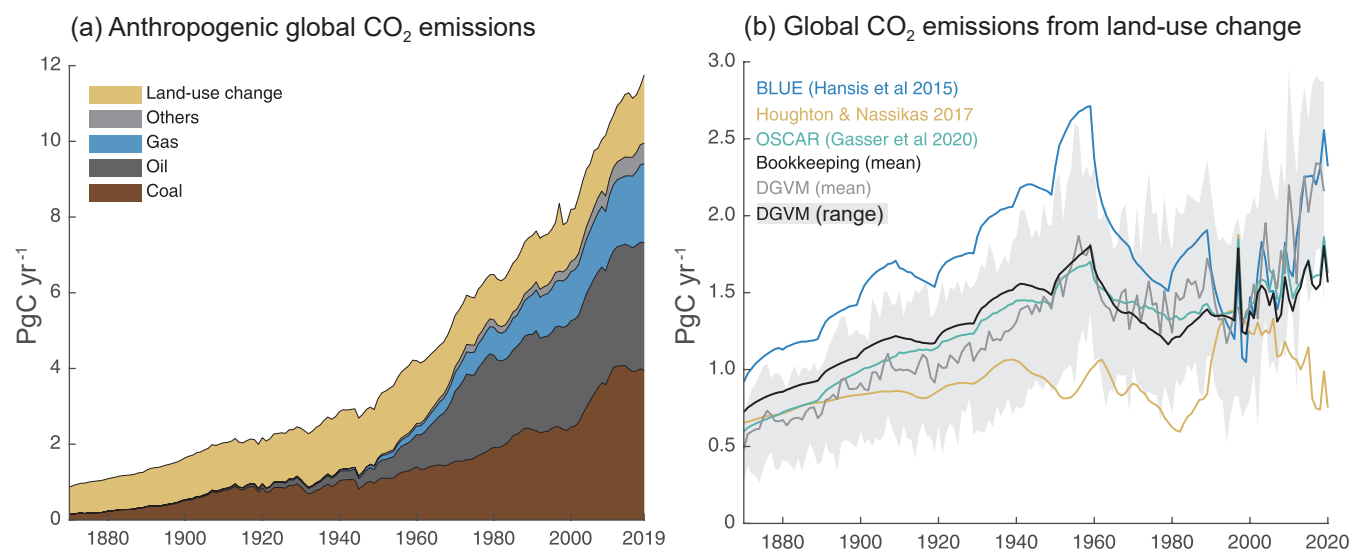 (a) Anthropogenic global CO₂ emissions
PgC yr⁻¹
12
10
8
6
4
2
0
Land-use change
Others
Gas
Oil
Coal
1880 1900 1920 1940 1960 1980 2000 2019
(b) Global CO₂ emissions from land-use change
PgC yr⁻¹
3.0
2.5
2.0
1.5
1.0
0.5
0
BLUE (Hansis et al 2015)
Houghton & Nassikas 2017
OSCAR (Gasser et al 2020)
Bookkeeping (mean)
DGVM (mean)
DGVM (range)
1880 1900 1920 1940 1960 1980 2000 2020